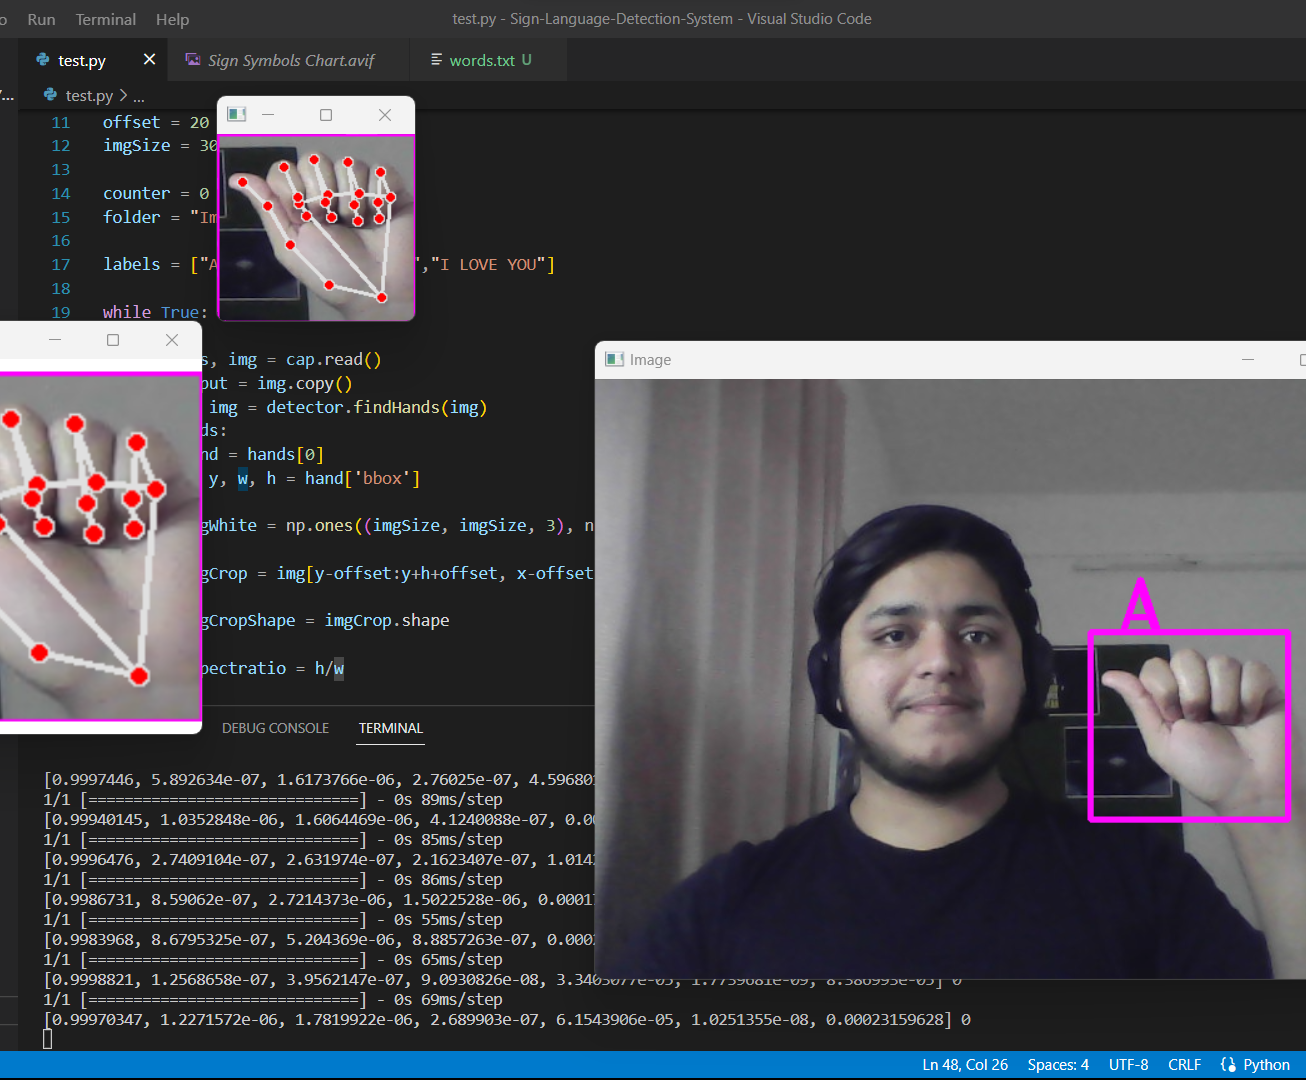 Run Terminal Help test.py - Sign-Language-Detection-System - Visual Studio Code
test.py Sign Symbols Chart.avif words.txt U
test.py > ...
11 offset = 20
12 imgSize = 30
13
14 counter = 0
15 folder = "Im
16
17 labels = ["A ","I LOVE YOU"]
18
19 while True:
s, img = cap.read()
put = img.copy()
img = detector.findHands(img)
ds:
nd = hands[0]
y, w, h = hand['bbox']
gWhite = np.ones((imgSize, imgSize, 3), n
gCrop = img[y-offset:y+h+offset, x-offset
gCropShape = imgCrop.shape
pectratio = h/w
Image
A
DEBUG CONSOLE TERMINAL
[0.9997446, 5.892634e-07, 1.6173766e-06, 2.76025e-07, 4.59680
1/1 [==============================] - 0s 89ms/step
[0.99940145, 1.0352848e-06, 1.6064469e-06, 4.1240088e-07, 0.0
1/1 [==============================] - 0s 85ms/step
[0.9996476, 2.7409104e-07, 2.631974e-07, 2.1623407e-07, 1.014
1/1 [==============================] - 0s 86ms/step
[0.9986731, 8.59062e-07, 2.7214373e-06, 1.5022528e-06, 0.0001
1/1 [==============================] - 0s 55ms/step
[0.9983968, 8.6795325e-07, 5.204369e-06, 8.8857263e-07, 0.000
1/1 [==============================] - 0s 65ms/step
[0.9998821, 1.2568658e-07, 3.9562147e-07, 9.0930826e-08,
1/1 [==============================] - 0s 69ms/step
[0.99970347, 1.2271572e-06, 1.7819922e-06, 2.689903e-07, 6.1543906e-05, 1.0251355e-08, 0.00023159628] 0
Ln 48, Col 26 Spaces: 4 UTF-8 CRLF Python